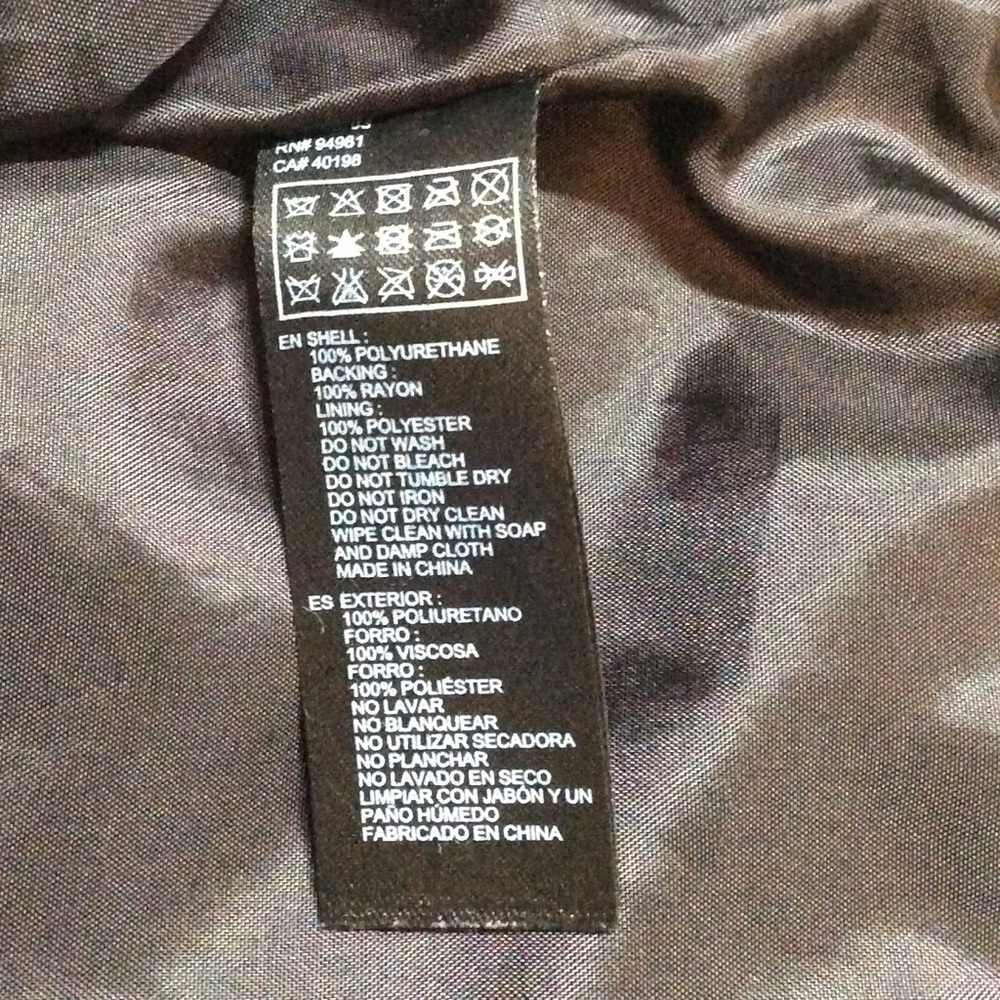 RN# 94981
CA# 40198
EN SHELL :
100% POLYURETHANE
BACKING :
100% RAYON
LINING :
100% POLYESTER
DO NOT WASH
DO NOT BLEACH
DO NOT TUMBLE DRY
DO NOT IRON
DO NOT DRY CLEAN
WIPE CLEAN WITH SOAP
AND DAMP CLOTH
MADE IN CHINA
ES EXTERIOR :
100% POLIURETANO
FORRO :
100% VISCOSA
FORRO :
100% POLIÉSTER
NO LAVAR
NO BLANQUEAR
NO UTILIZAR SECADORA
NO PLANCHAR
NO LAVADO EN SECO
LIMPIAR CON JABÓN Y UN
PAÑO HÚMEDO
FABRICADO EN CHINA